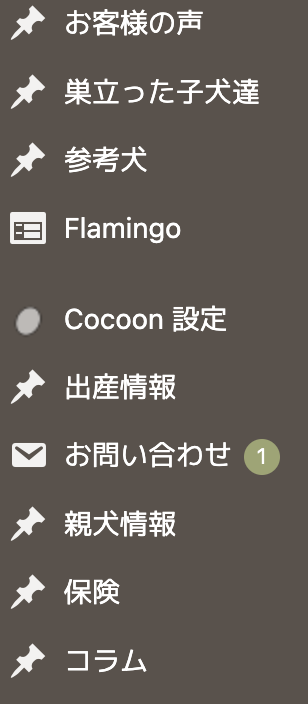 お客様の声
巣立った子犬達
参考犬
Flamingo
Cocoon 設定
出産情報
お問い合わせ 1
親犬情報
保険
コラム